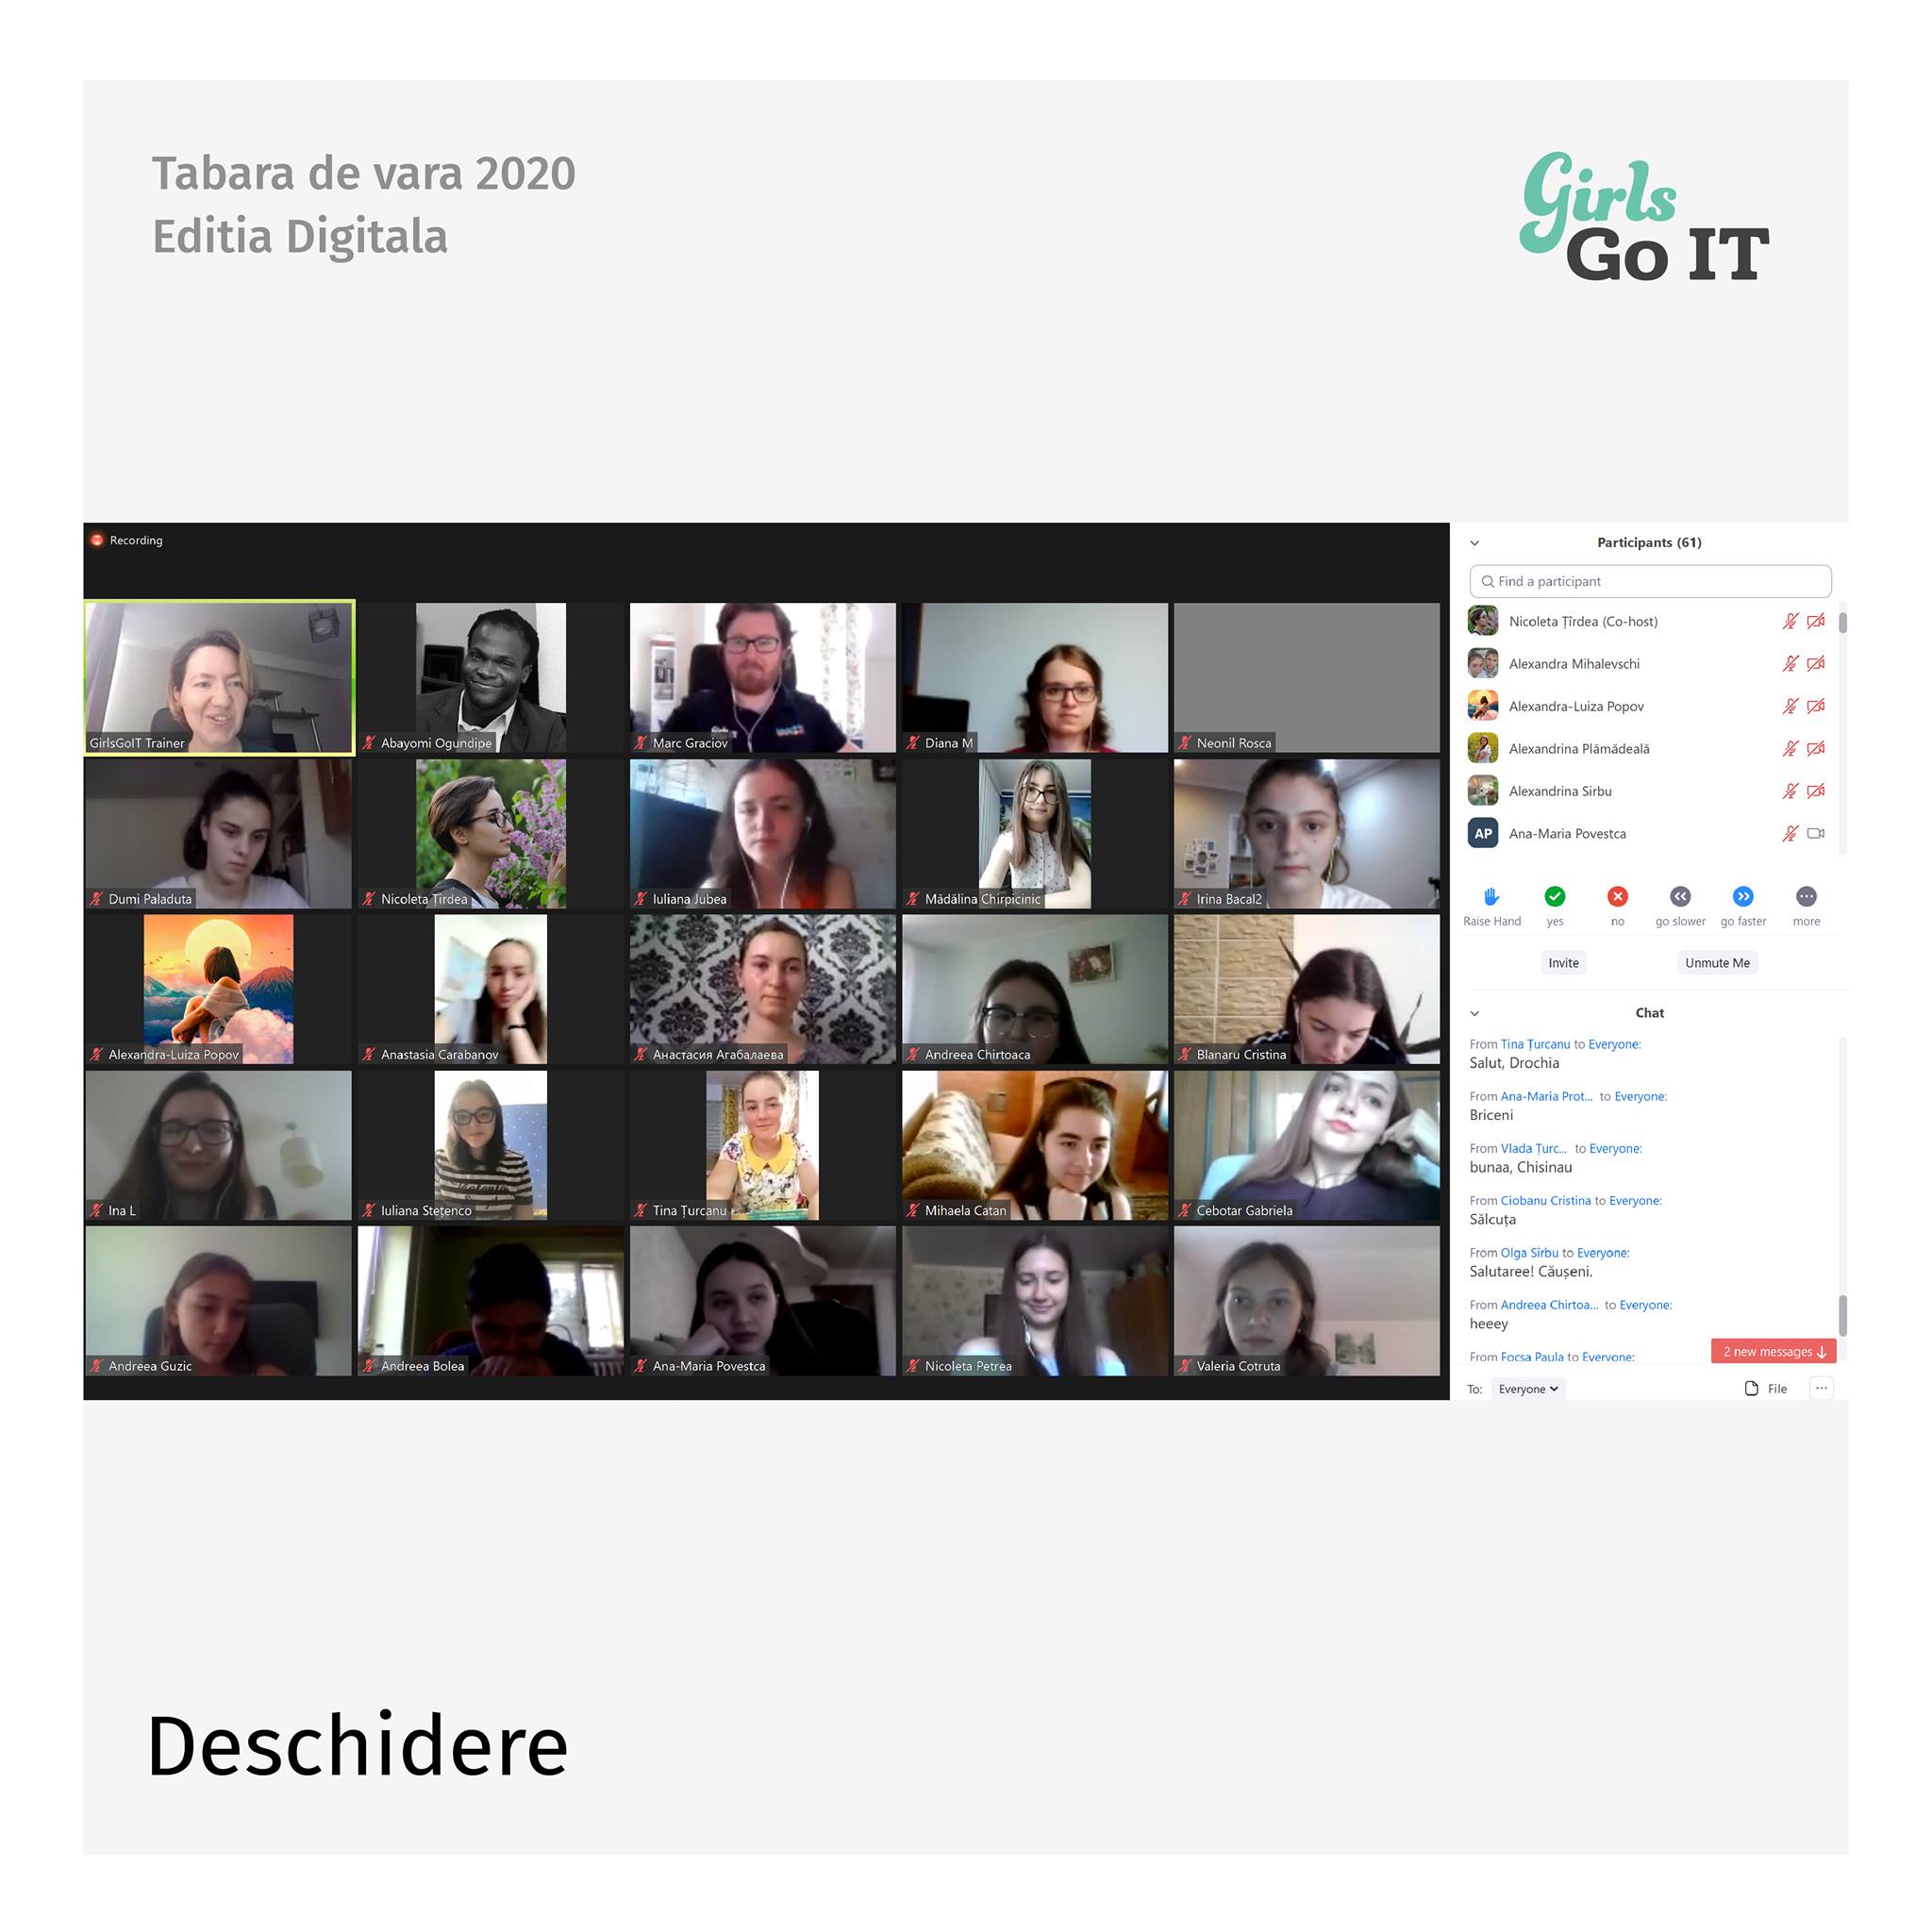 Tabara de vara 2020
Editia Digitala
Girls
Go IT
Recording
GirlsGoIT Trainer
Abayomi Ogundipe
Marc Graciov
Diana M
Neonil Rosca
Dumi Paladuta
Nicoleta Țîrdea
Iuliana Jubea
Mădălina Chirpicinic
Irina Bacal2
Alexandra-Luiza Popov
Anastasia Carabanov
Анастасия Агабалаева
Andreea Chirtoaca
Blanaru Cristina
Ina L
Iuliana Stețenco
Tina Țurcanu
Mihaela Catan
Cebotar Gabriela
Andreea Guzic
Andreea Bolea
Ana-Maria Povestca
Nicoleta Petrea
Valeria Cotruta
Participants (61)
Find a participant
Nicoleta Țîrdea (Co-host)
Alexandra Mihalevschi
Alexandra-Luiza Popov
Alexandrina Plămădeală
Alexandrina Sirbu
AP Ana-Maria Povestca
Raise Hand yes no go slower go faster more
Invite Unmute Me
Chat
From Tina Țurcanu to Everyone:
Salut, Drochia
From Ana-Maria Prot... to Everyone:
Briceni
From Vlada Țurc... to Everyone:
bunaa, Chisinau
From Ciobanu Cristina to Everyone:
Sălcuța
From Olga Sîrbu to Everyone:
Salutaree! Căușeni.
From Andreea Chirtoa... to Everyone:
heeey
From Focsa Paula to Everyone:
2 new messages
To: Everyone File
Deschidere